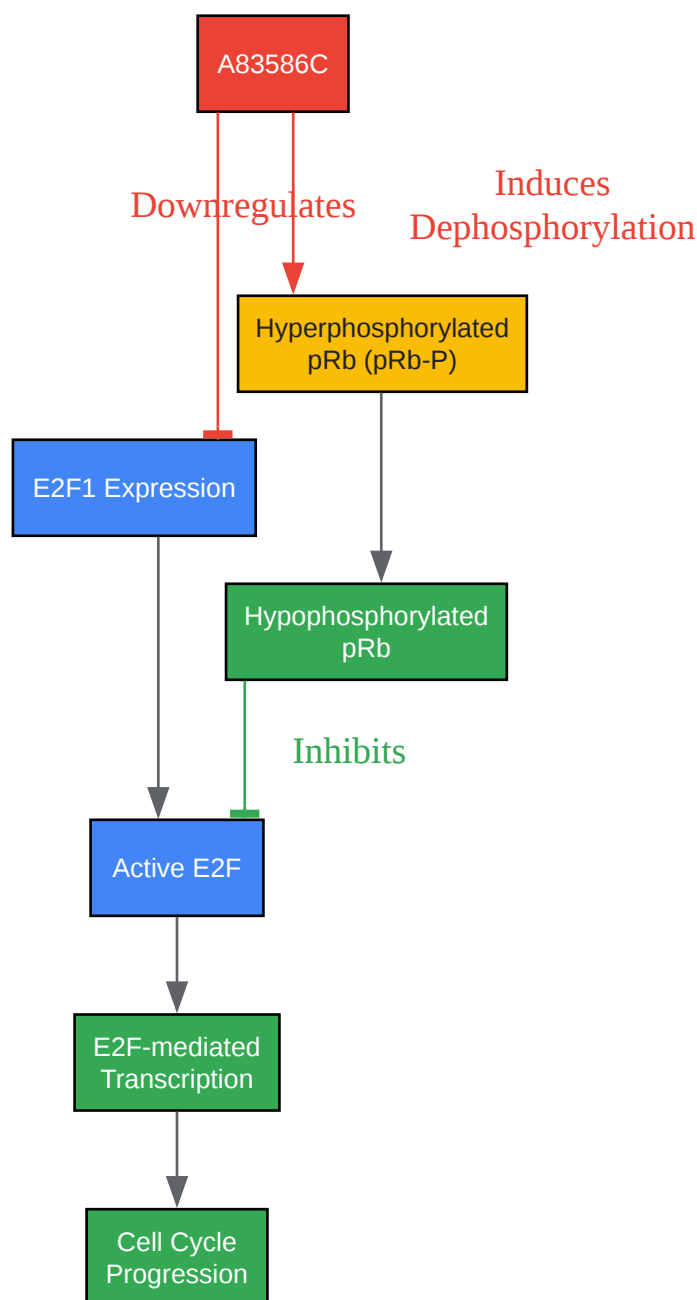 A83586C
Downregulates
Induces
Dephosphorylation
Hyperphosphorylated
pRb (pRb-P)
E2F1 Expression
Hypophosphorylated
pRb
Inhibits
Active E2F
E2F-mediated
Transcription
Cell Cycle
Progression